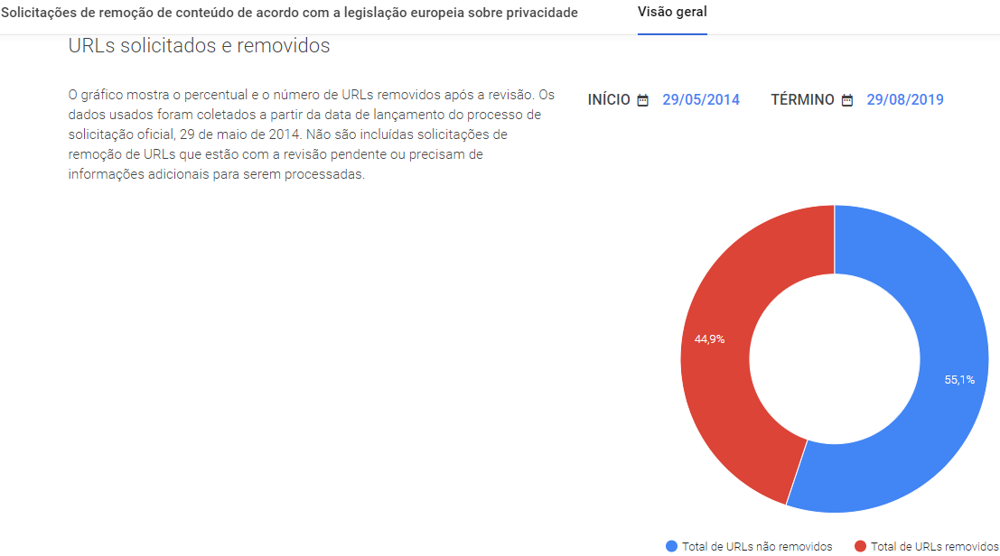 Solicitações de remoção de conteúdo de acordo com a legislação europeia sobre privacidade
Visão geral
URLs solicitados e removidos
O gráfico mostra o percentual e o número de URLs removidos após a revisão. Os
dados usados foram coletados a partir da data de lançamento do processo de
solicitação oficial, 29 de maio de 2014. Não são incluídas solicitações de
remoção de URLs que estão com a revisão pendente ou precisam de
informações adicionais para serem processadas.
INÍCIO 29/05/2014 TÉRMINO 29/08/2019
44,9%
55,1%
Total de URLs não removidos
Total de URLs removidos